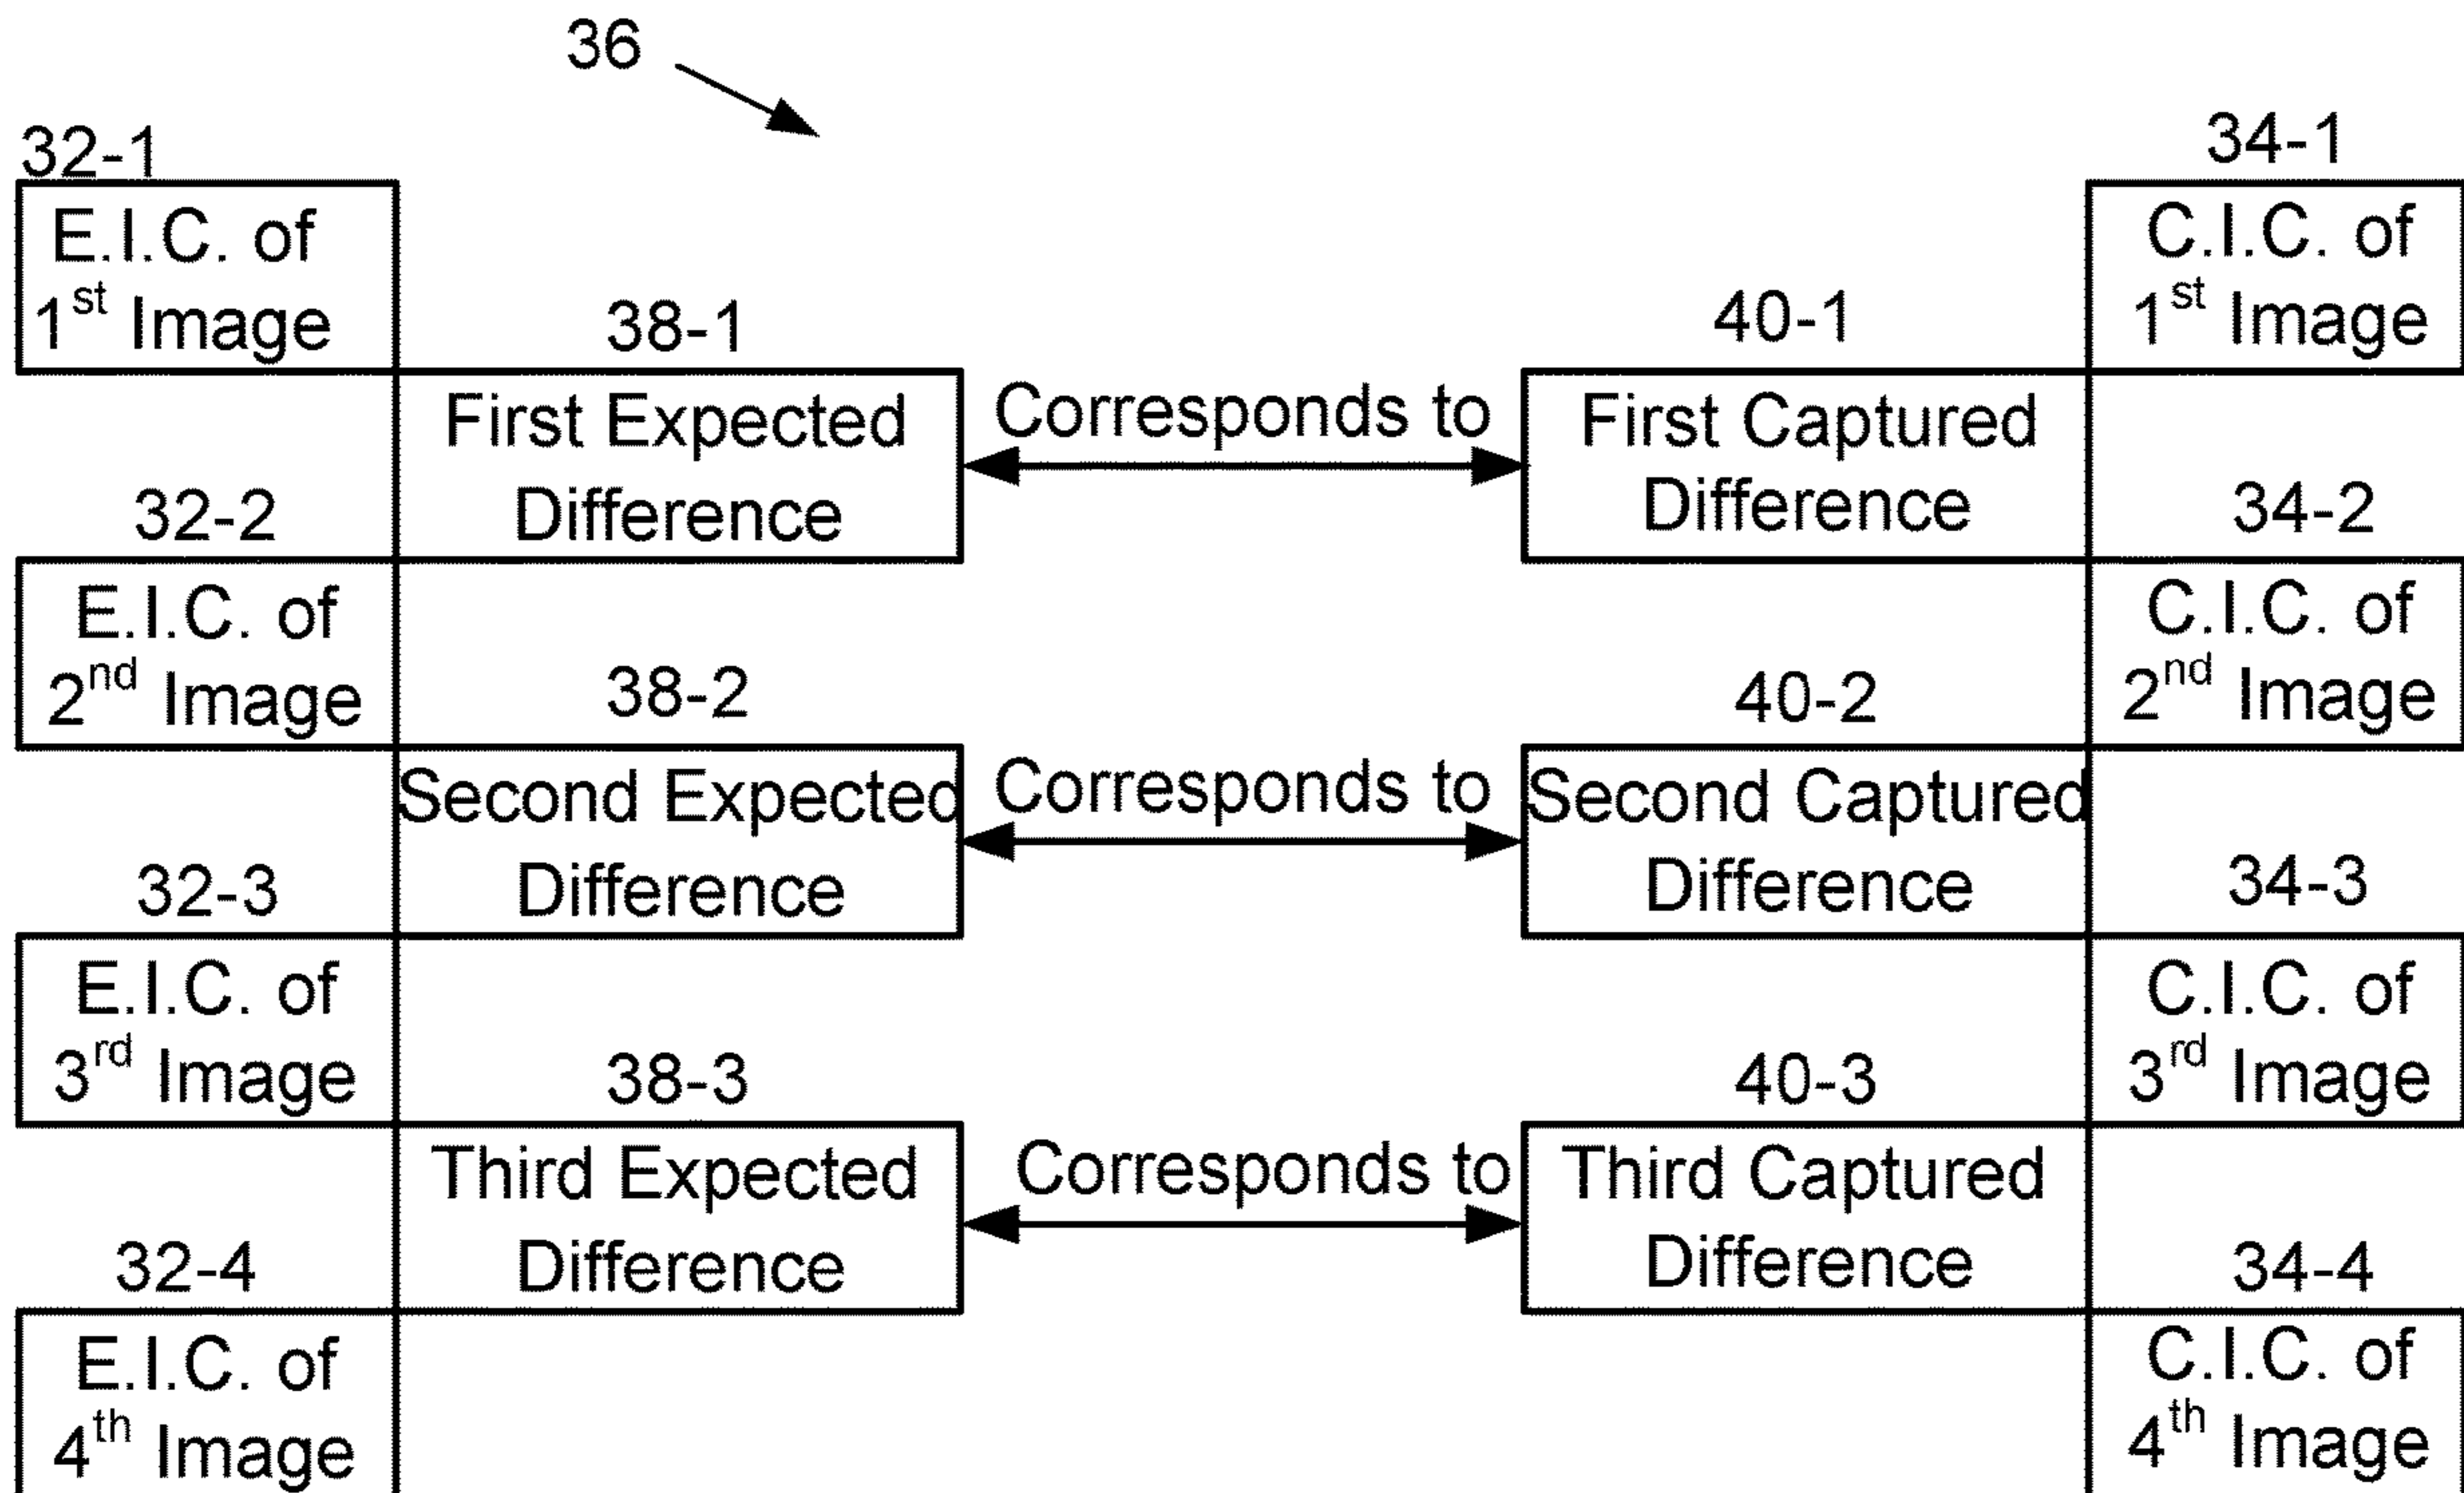 36
32-1
34-1
E.I.C. of
1st Image
C.I.C. of
1st Image
38-1
40-1
First Expected
Difference
Corresponds to
First Captured
Difference
32-2
34-2
E.I.C. of
2nd Image
C.I.C. of
2nd Image
38-2
40-2
Second Expected
Difference
Corresponds to
Second Captured
Difference
32-3
34-3
E.I.C. of
3rd Image
C.I.C. of
3rd Image
38-3
40-3
Third Expected
Difference
Corresponds to
Third Captured
Difference
32-4
34-4
E.I.C. of
4th Image
C.I.C. of
4th Image